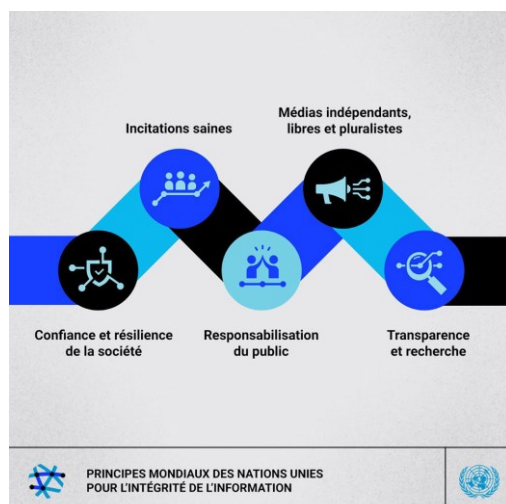 Incitations saines
Médias indépendants,
libres et pluralistes
Confiance et résilience
de la société
Responsabilisation
du public
Transparence
et recherche
PRINCIPES MONDIAUX DES NATIONS UNIES
POUR L'INTÉGRITÉ DE L'INFORMATION